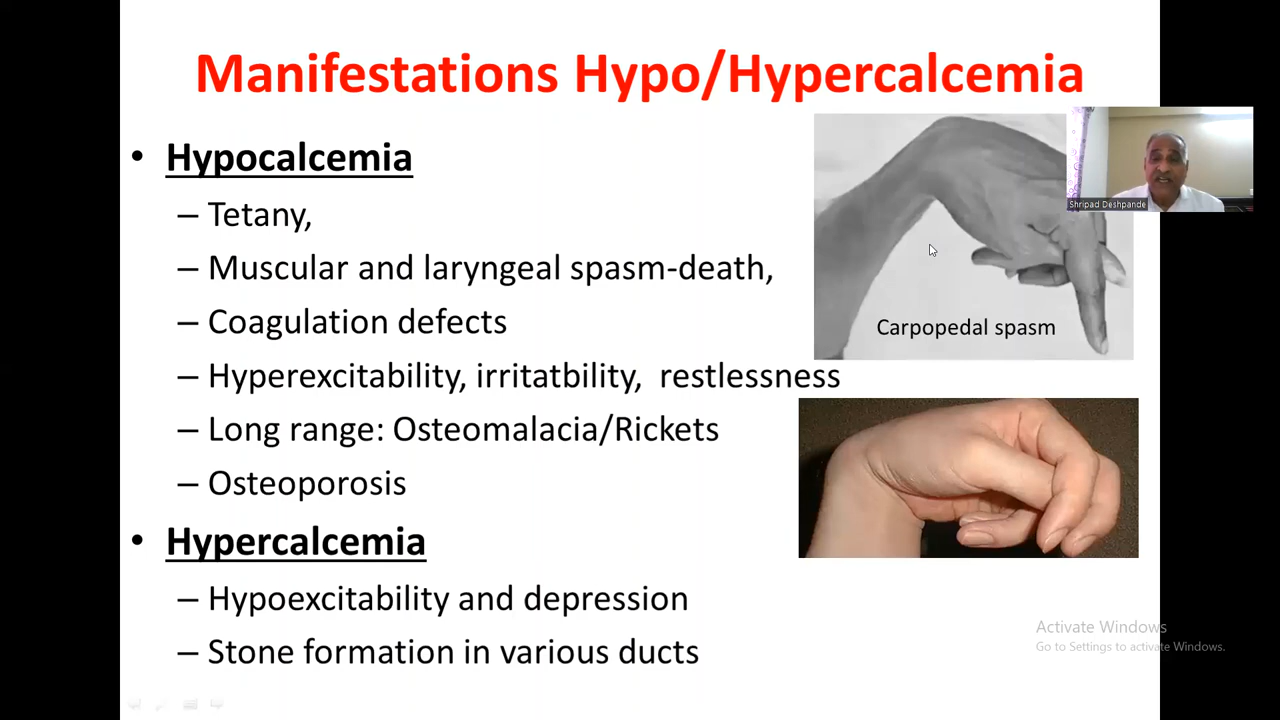 Manifestations Hypo/Hypercalcemia
• Hypocalcemia
– Tetany,
– Muscular and laryngeal spasm-death,
– Coagulation defects
– Hyperexcitability, irritatbility, restlessness
– Long range: Osteomalacia/Rickets
– Osteoporosis
• Hypercalcemia
– Hypoexcitability and depression
– Stone formation in various ducts
Shripad Deshpande
Carpopedal spasm
Activate Windows
Go to Settings to activate Windows.